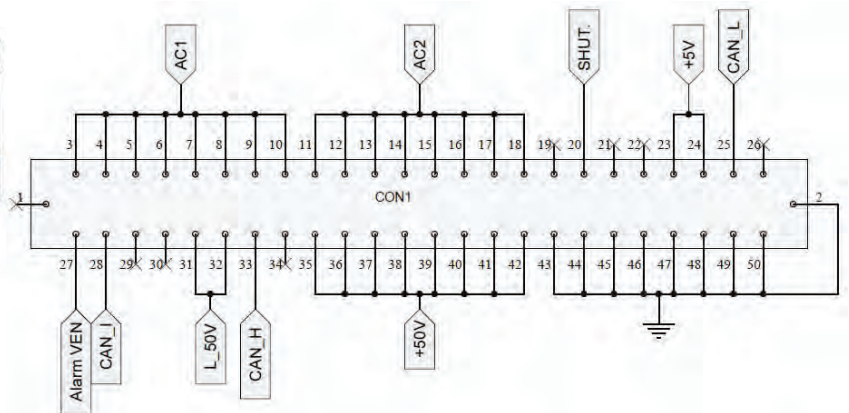 AC1
AC2
SHUT.
+5V
CAN_L
3 4 5 6 7 8 9 10 11 12 13 14 15 16 17 18 19 20 21 22 23 24 25 26
1 CON1 2
27 28 29 30 31 32 33 34 35 36 37 38 39 40 41 42 43 44 45 46 47 48 49 50
Alarm VEN
CAN_I
L_50V
CAN_H
+50V